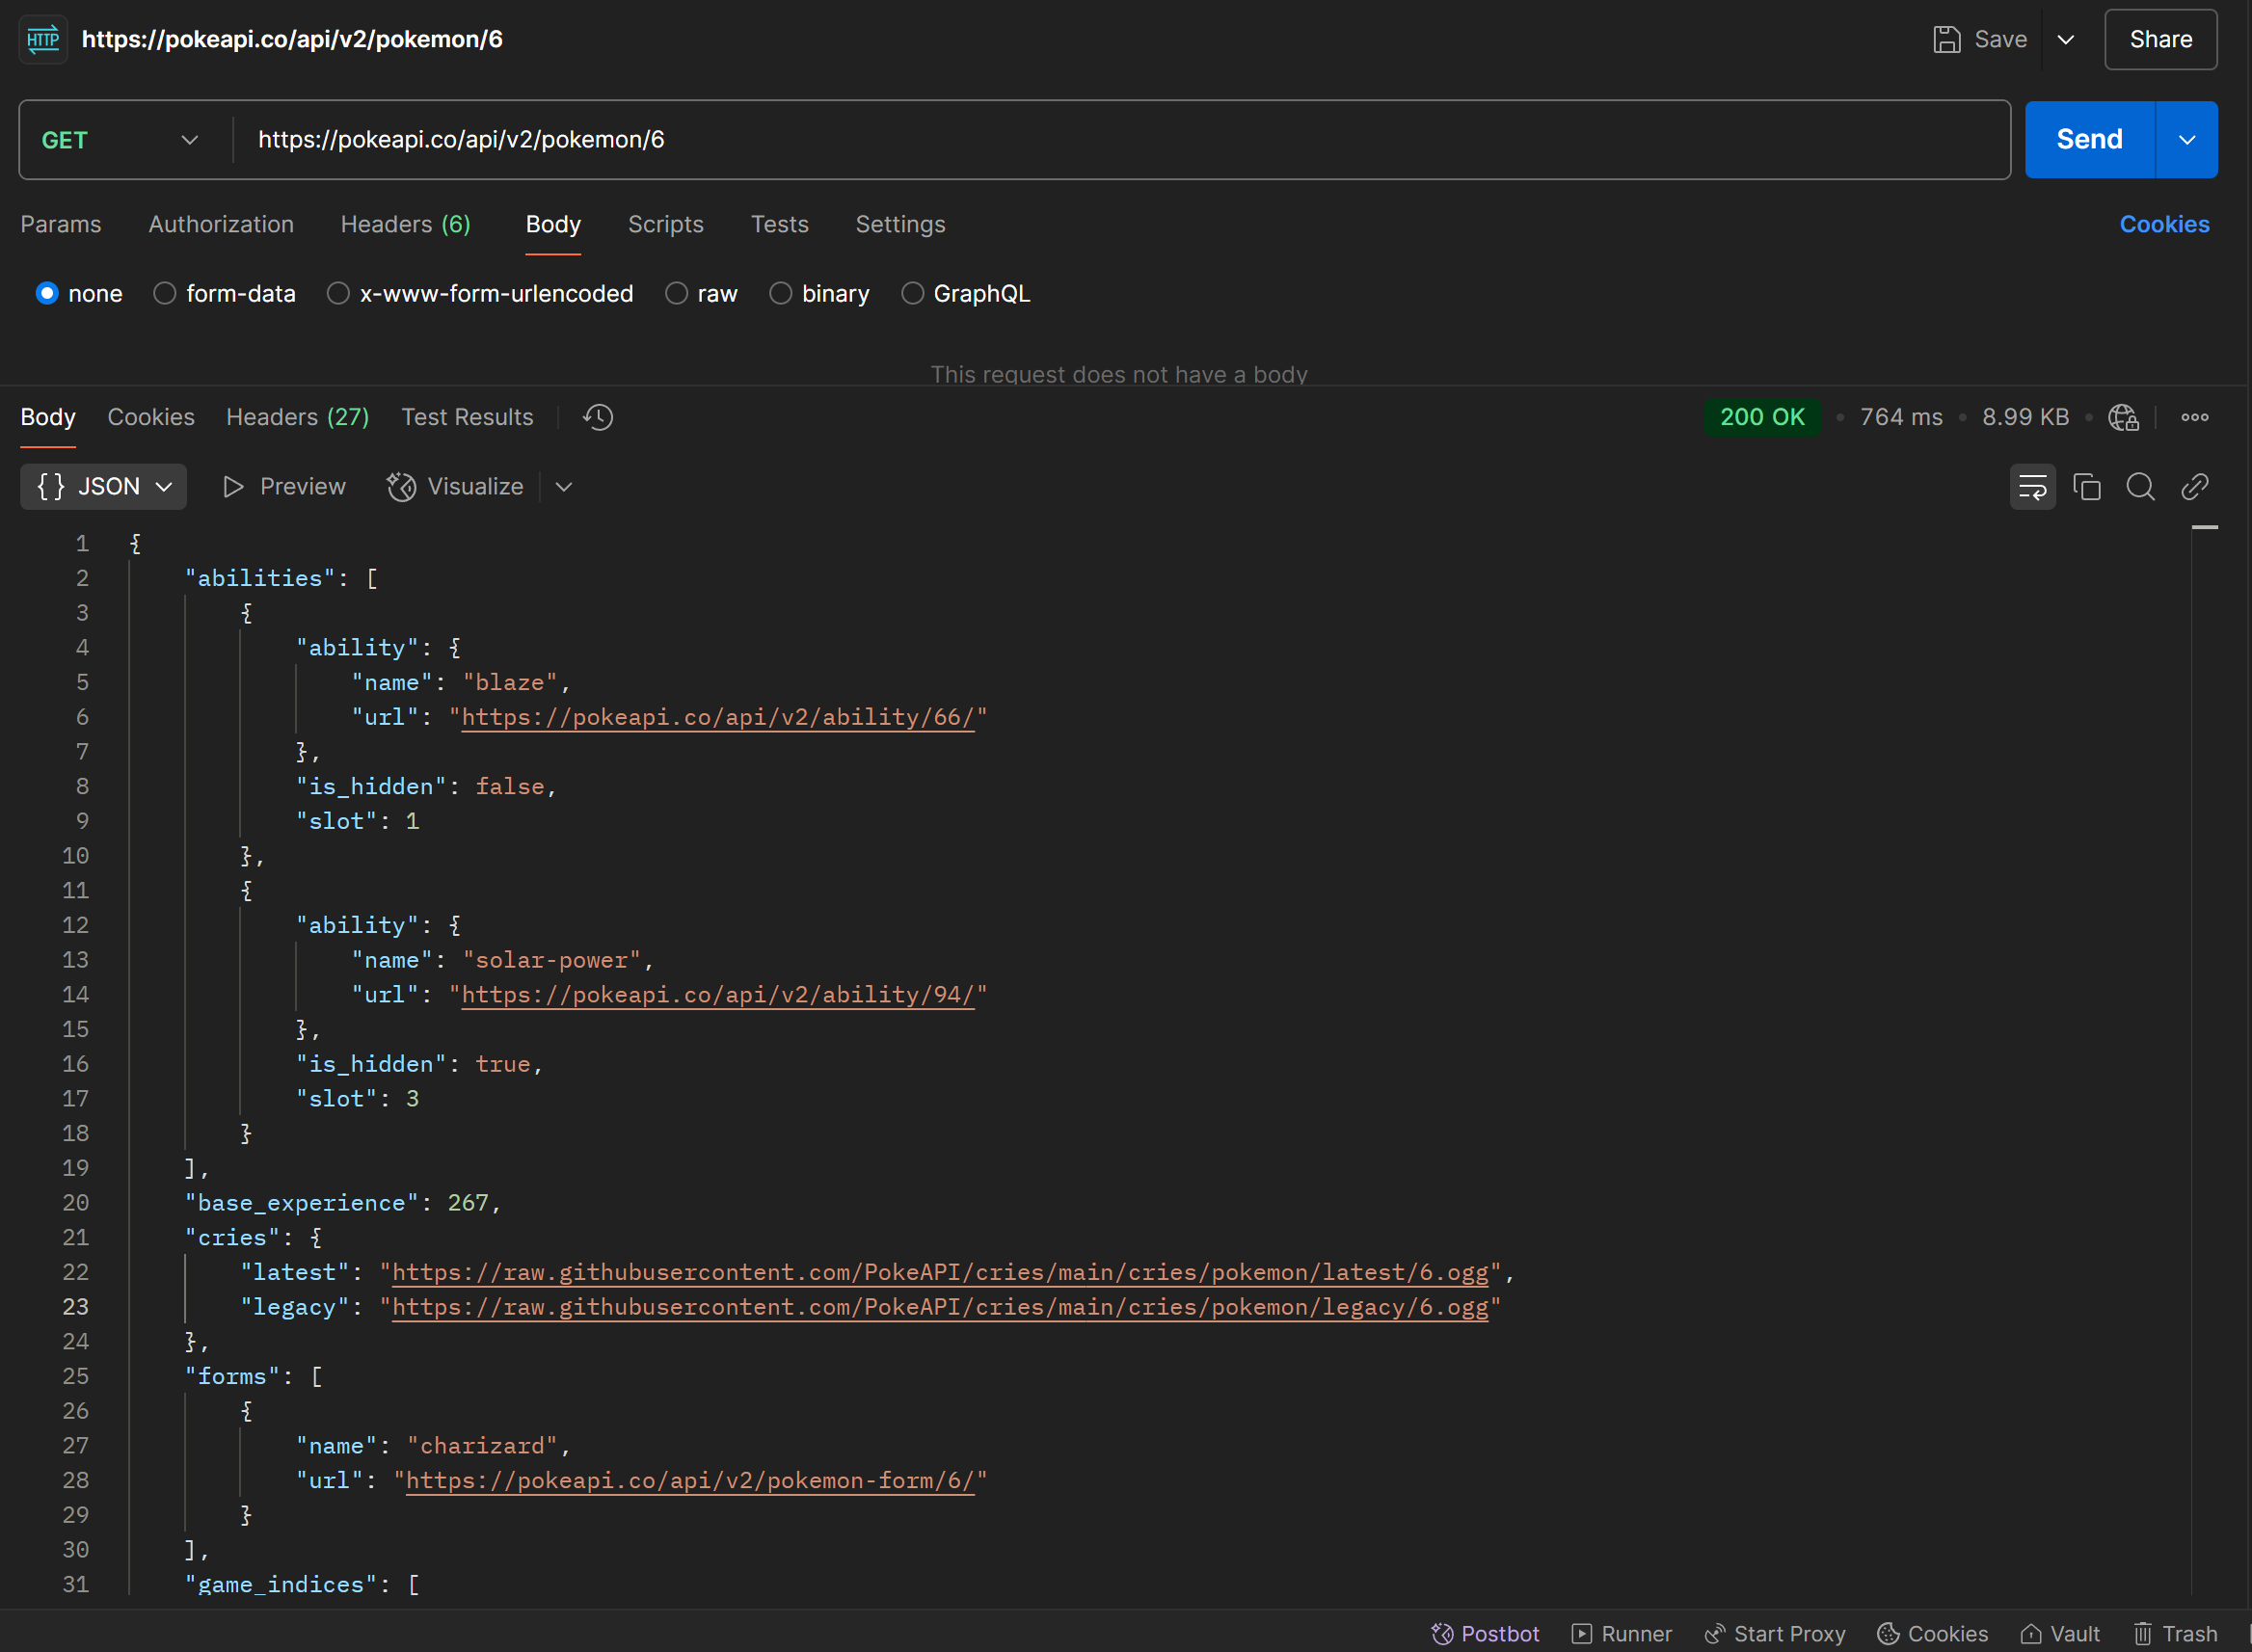 HTTP https://pokeapi.co/api/v2/pokemon/6 Save Share
GET https://pokeapi.co/api/v2/pokemon/6 Send
Params Authorization Headers (6) Body Scripts Tests Settings Cookies
none form-data x-www-form-urlencoded raw binary GraphQL
This request does not have a body
Body Cookies Headers (27) Test Results 200 OK • 764 ms • 8.99 KB •
{} JSON Preview Visualize
1 {
2 "abilities": [
3 {
4 "ability": {
5 "name": "blaze",
6 "url": "https://pokeapi.co/api/v2/ability/66/"
7 },
8 "is_hidden": false,
9 "slot": 1
10 },
11 {
12 "ability": {
13 "name": "solar-power",
14 "url": "https://pokeapi.co/api/v2/ability/94/"
15 },
16 "is_hidden": true,
17 "slot": 3
18 }
19 ],
20 "base_experience": 267,
21 "cries": {
22 "latest": "https://raw.githubusercontent.com/PokeAPI/cries/main/cries/pokemon/latest/6.ogg",
23 "legacy": "https://raw.githubusercontent.com/PokeAPI/cries/main/cries/pokemon/legacy/6.ogg"
24 },
25 "forms": [
26 {
27 "name": "charizard",
28 "url": "https://pokeapi.co/api/v2/pokemon-form/6/"
29 }
30 ],
31 "game_indices": [
Postbot Runner Start Proxy Cookies Vault Trash